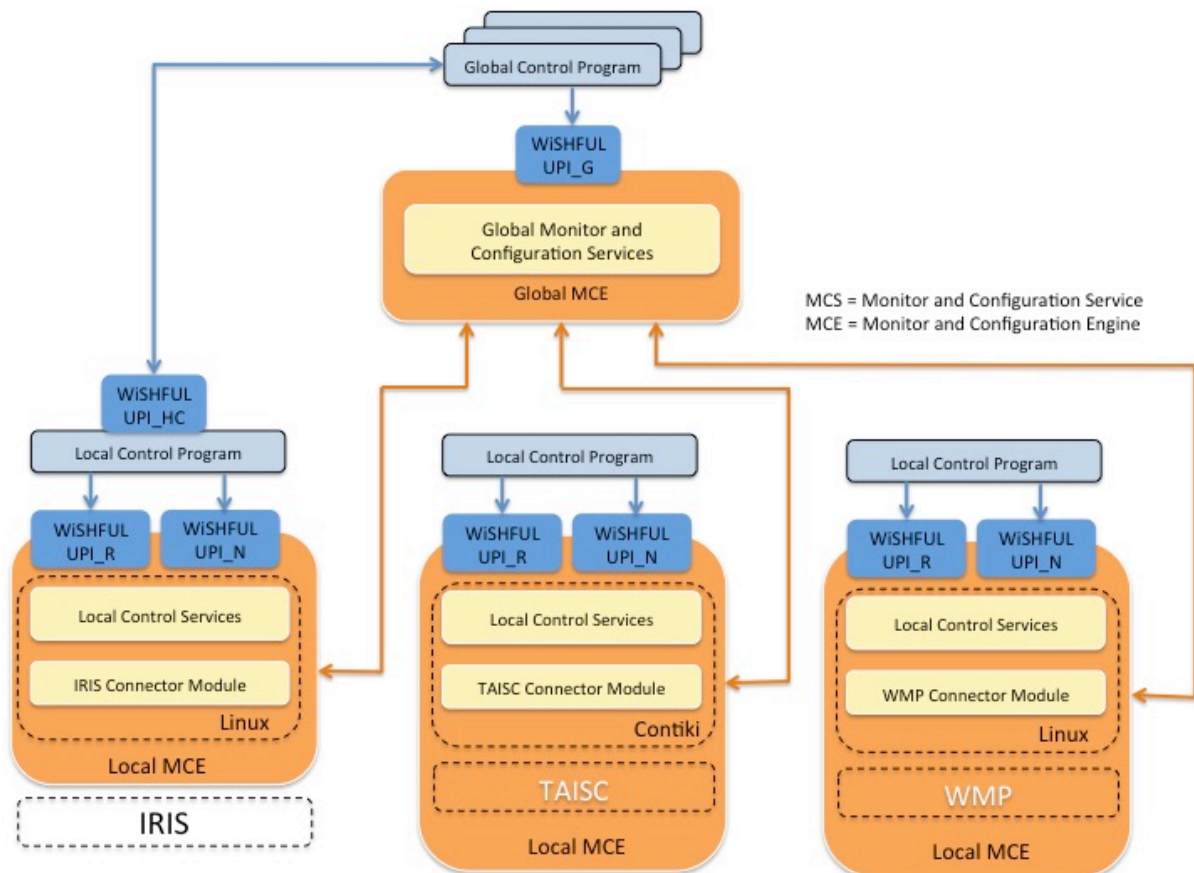 Global Control Program
WiSHFUL
UPI_G
Global Monitor and
Configuration Services
Global MCE
MCS = Monitor and Configuration Service
MCE = Monitor and Configuration Engine
WiSHFUL
UPI_HC
Local Control Program
Local Control Program
Local Control Program
WiSHFUL
UPI_R
WiSHFUL
UPI_N
Local Control Services
IRIS Connector Module
Linux
Local MCE
IRIS
WiSHFUL
UPI_R
WiSHFUL
UPI_N
Local Control Services
TAISC Connector Module
Contiki
TAISC
Local MCE
WiSHFUL
UPI_R
WiSHFUL
UPI_N
Local Control Services
WMP Connector Module
Linux
WMP
Local MCE